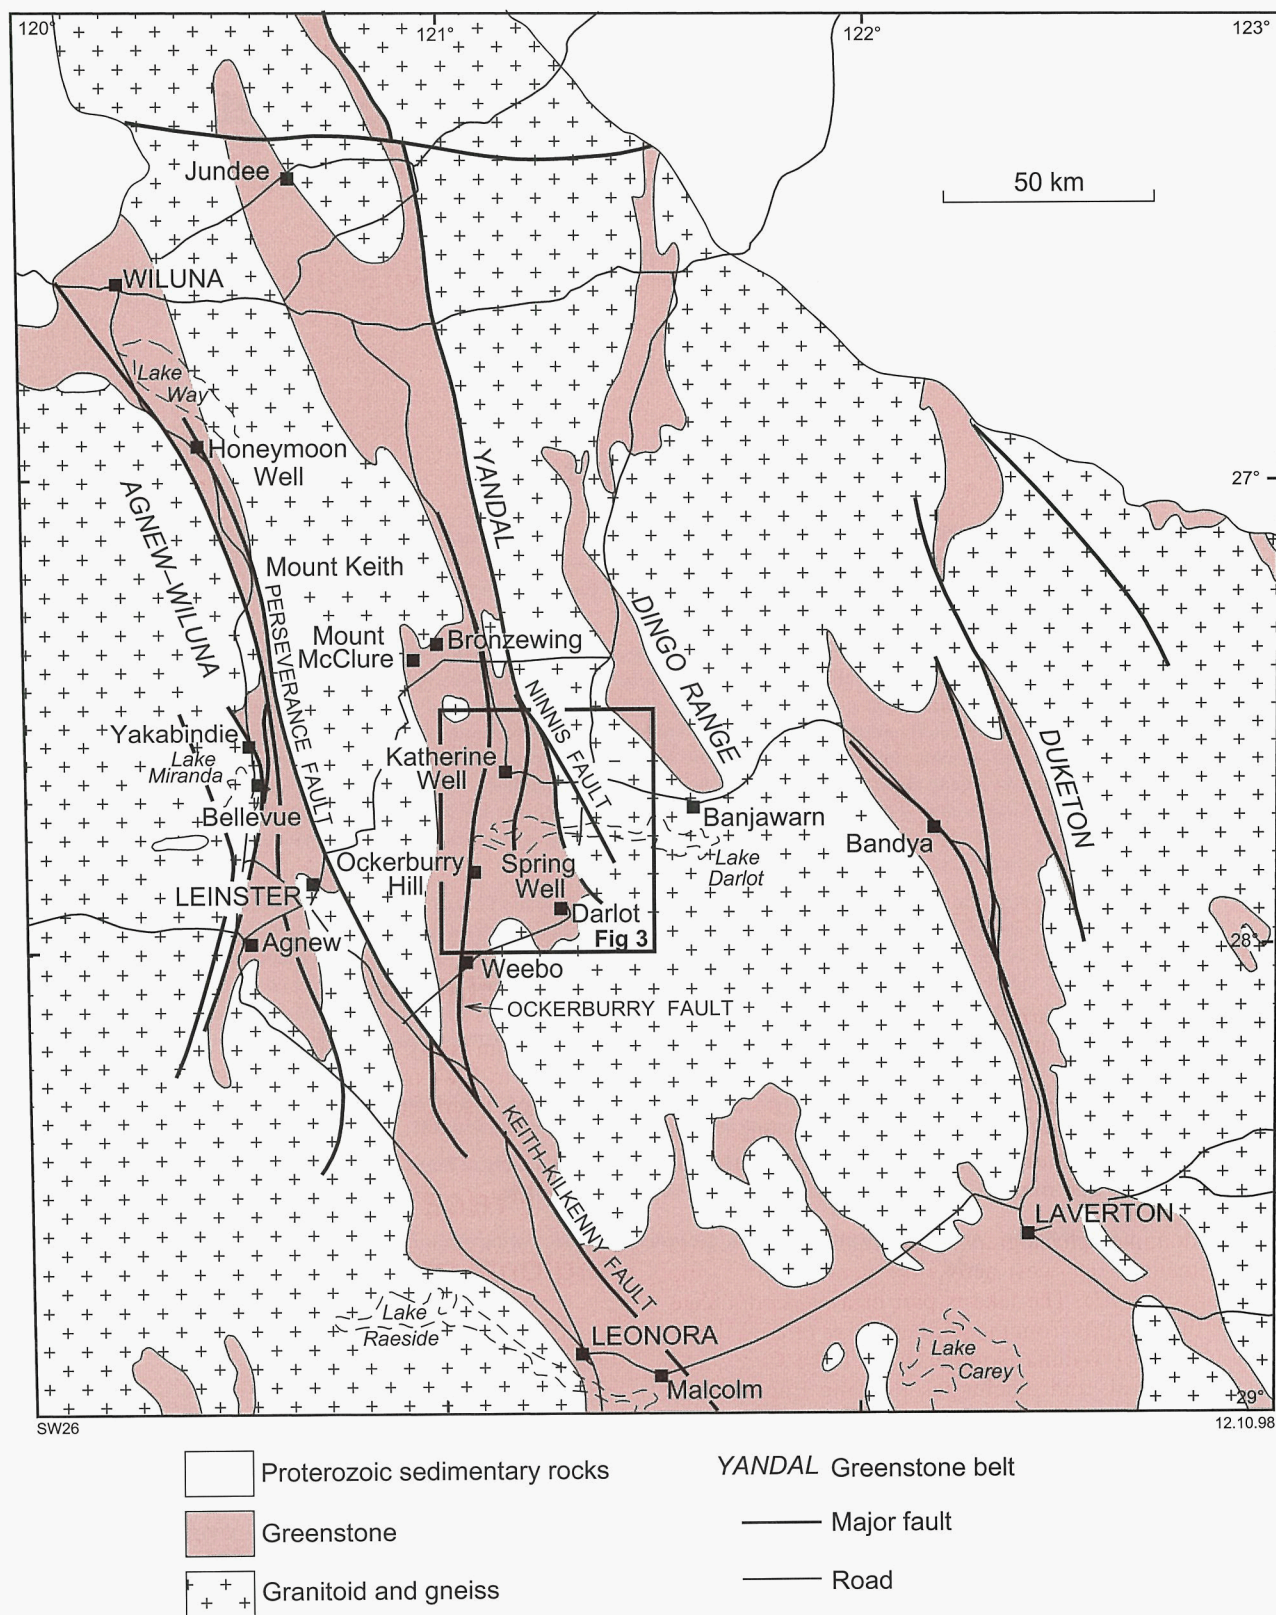 120°
121°
122°
123°
Jundee
50 km
WILUNA
Lake
Way
Honeymoon
Well
27°
AGNEW–WILUNA
YANDAL
Mount Keith
PERSEVERANCE FAULT
Mount
McClure
Bronzewing
DINGO RANGE
NINNIS FAULT
DUKETON
Yakabindie
Lake
Miranda
Katherine
Well
Bellevue
Banjawarn
Bandya
Ockerburry
Hill
Spring
Well
Lake
Darlot
LEINSTER
Darlot
Fig 3
28°
Agnew
Weebo
OCKERBURRY FAULT
KEITH–KILKENNY FAULT
LAVERTON
Lake
Raeside
LEONORA
Lake
Carey
Malcolm
29°
SW26
12.10.98
Proterozoic sedimentary rocks
YANDAL Greenstone belt
Greenstone
Major fault
Granitoid and gneiss
Road